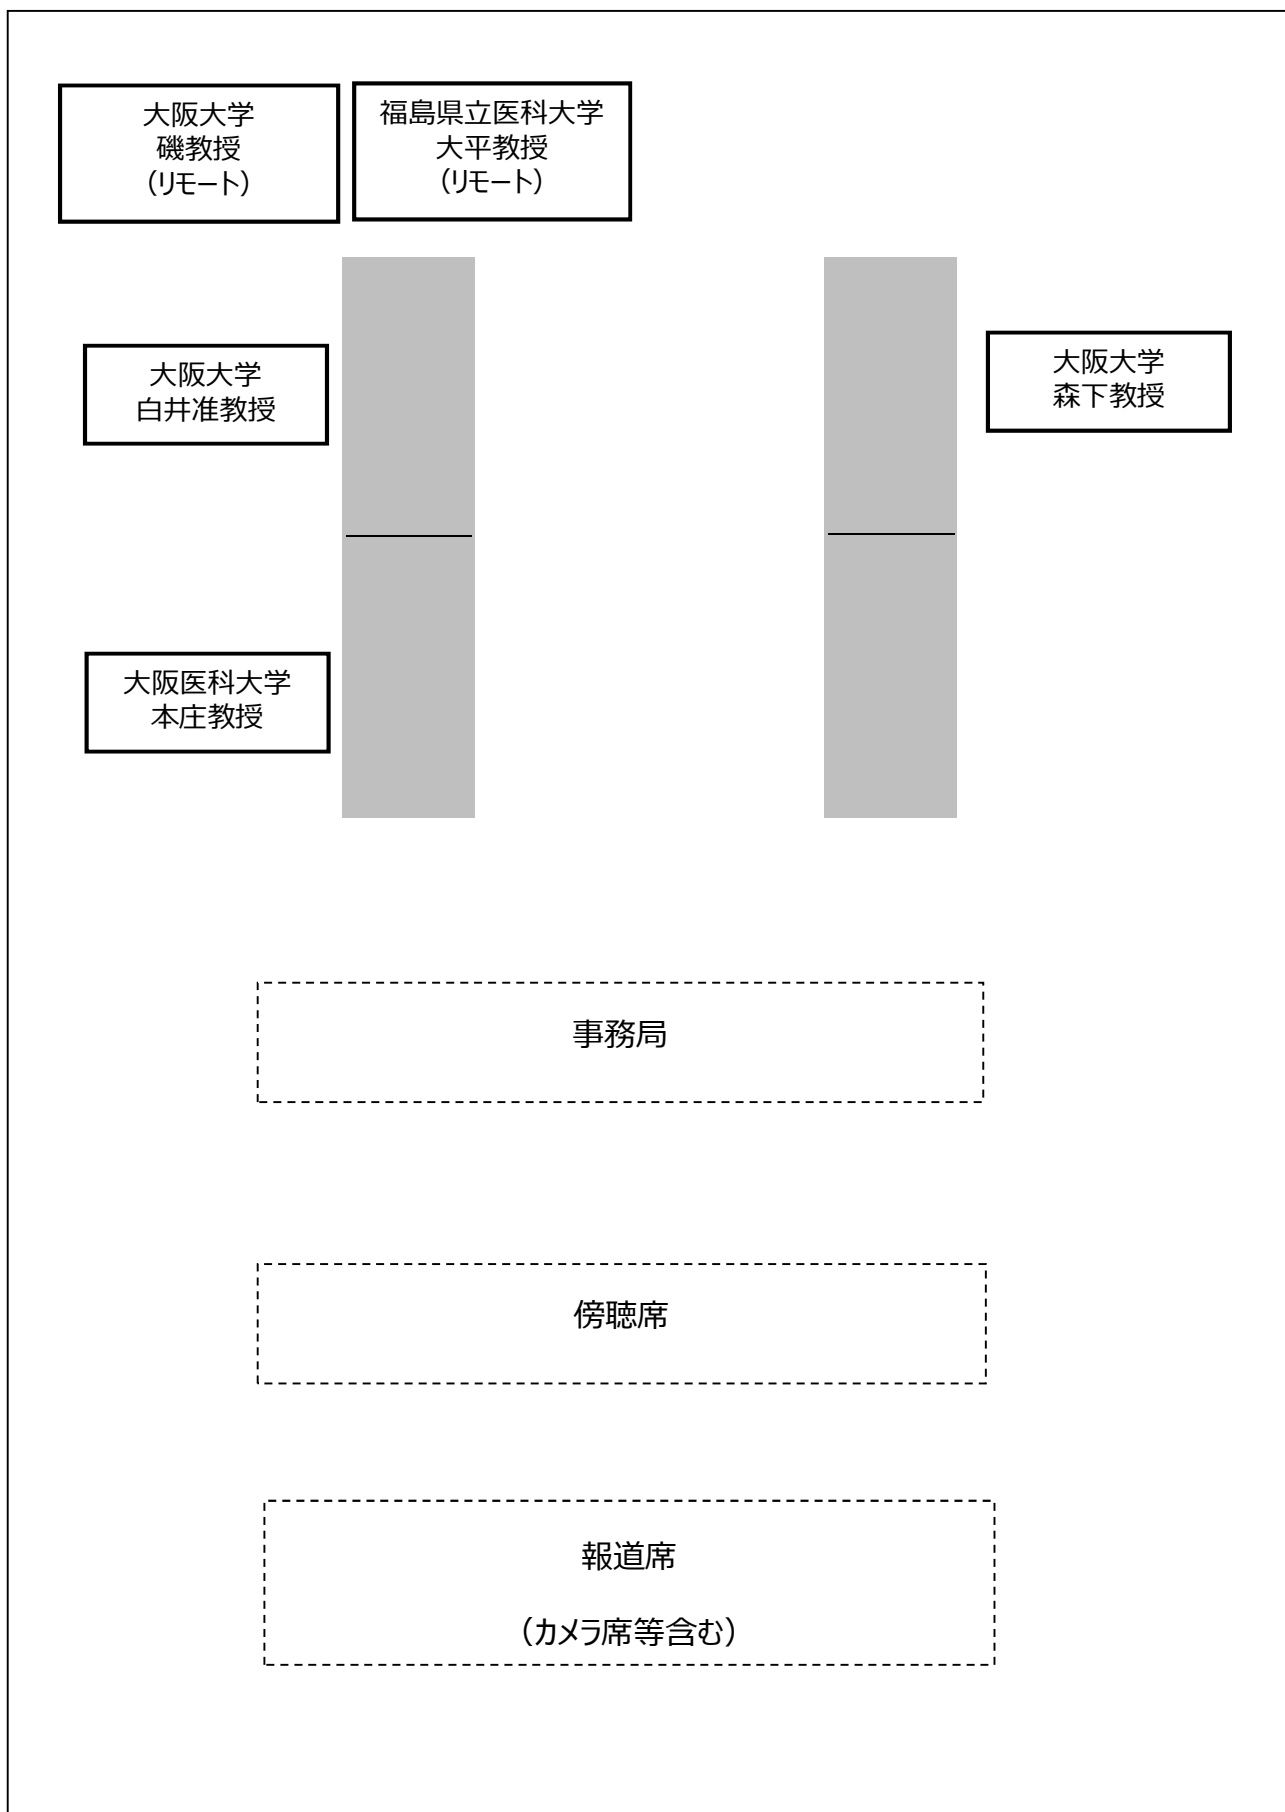 大阪大学
磯教授
（リモート）
福島県立医科大学
大平教授
（リモート）
大阪大学
白井准教授
大阪大学
森下教授
大阪医科大学
本庄教授
事務局
傍聴席
報道席
（カメラ席等含む）